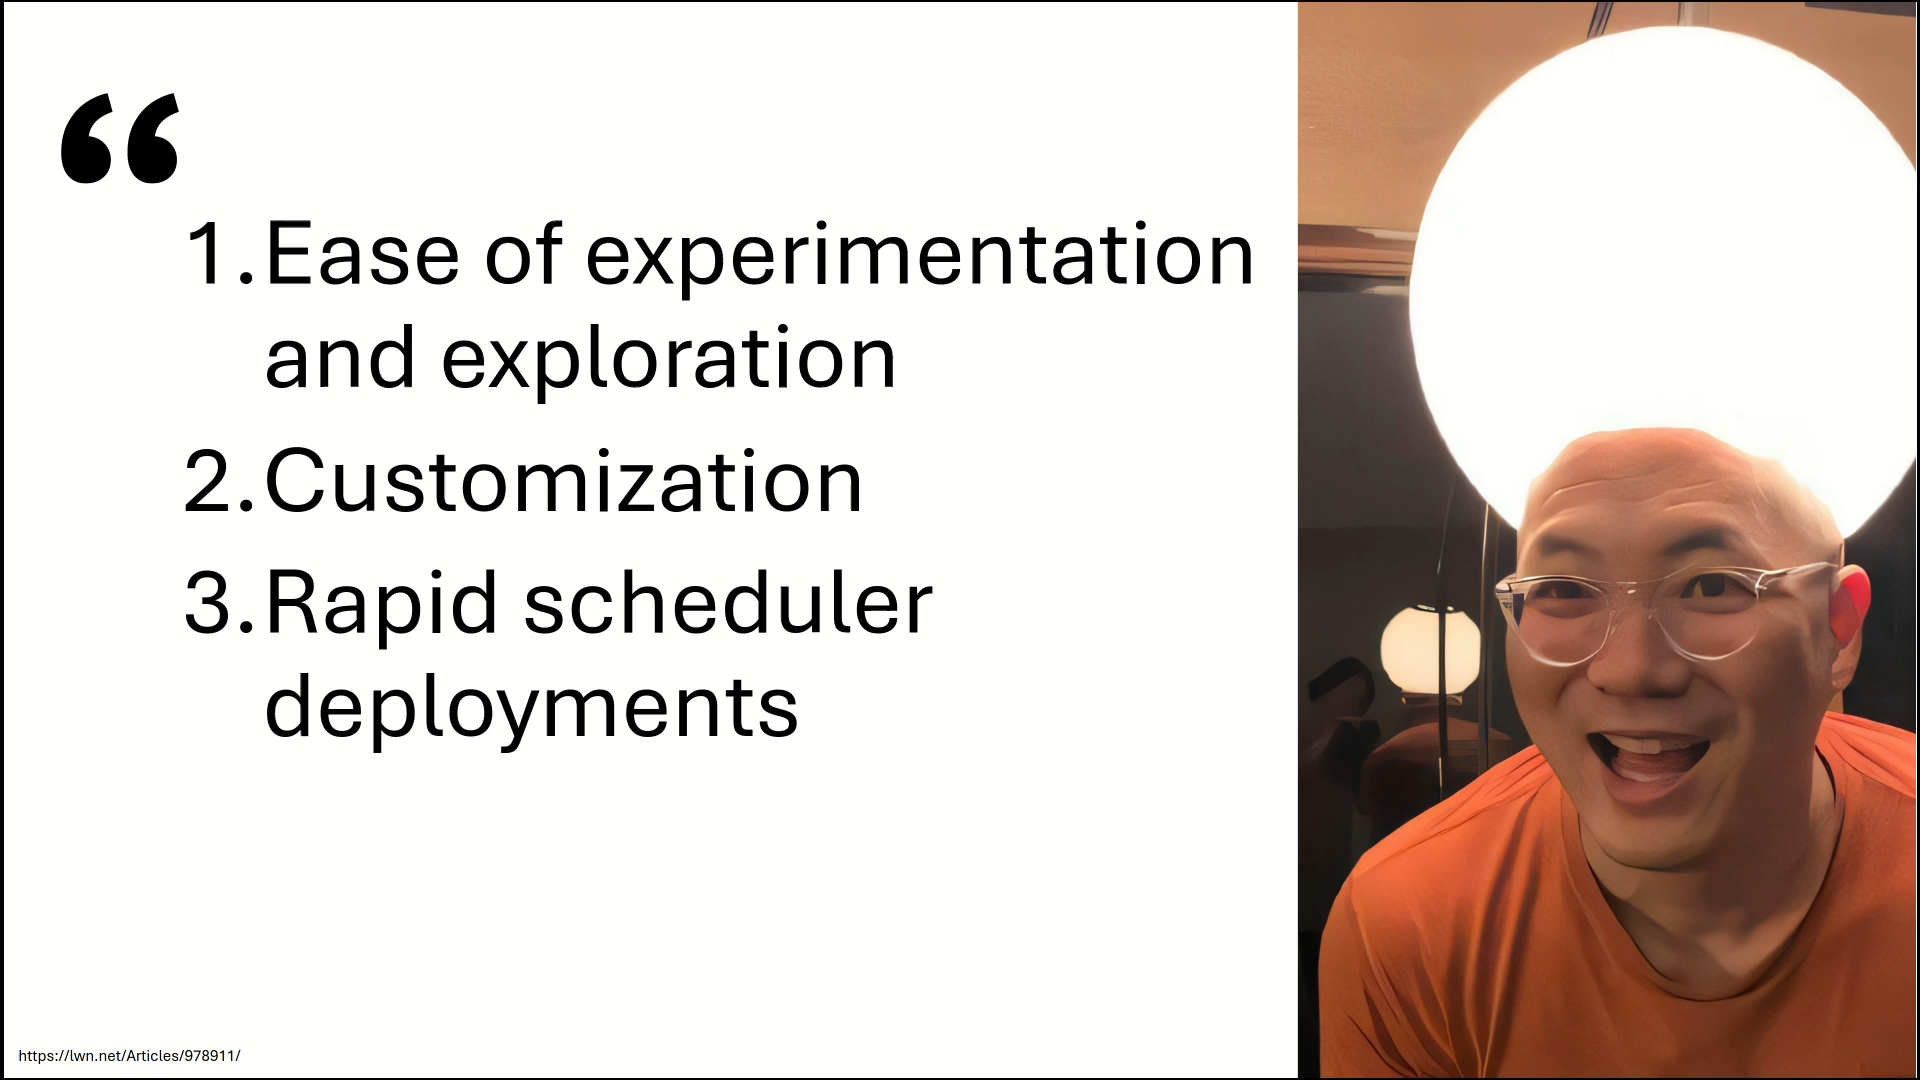 “
1. Ease of experimentation
and exploration
2. Customization
3. Rapid scheduler
deployments
https://lwn.net/Articles/978911/